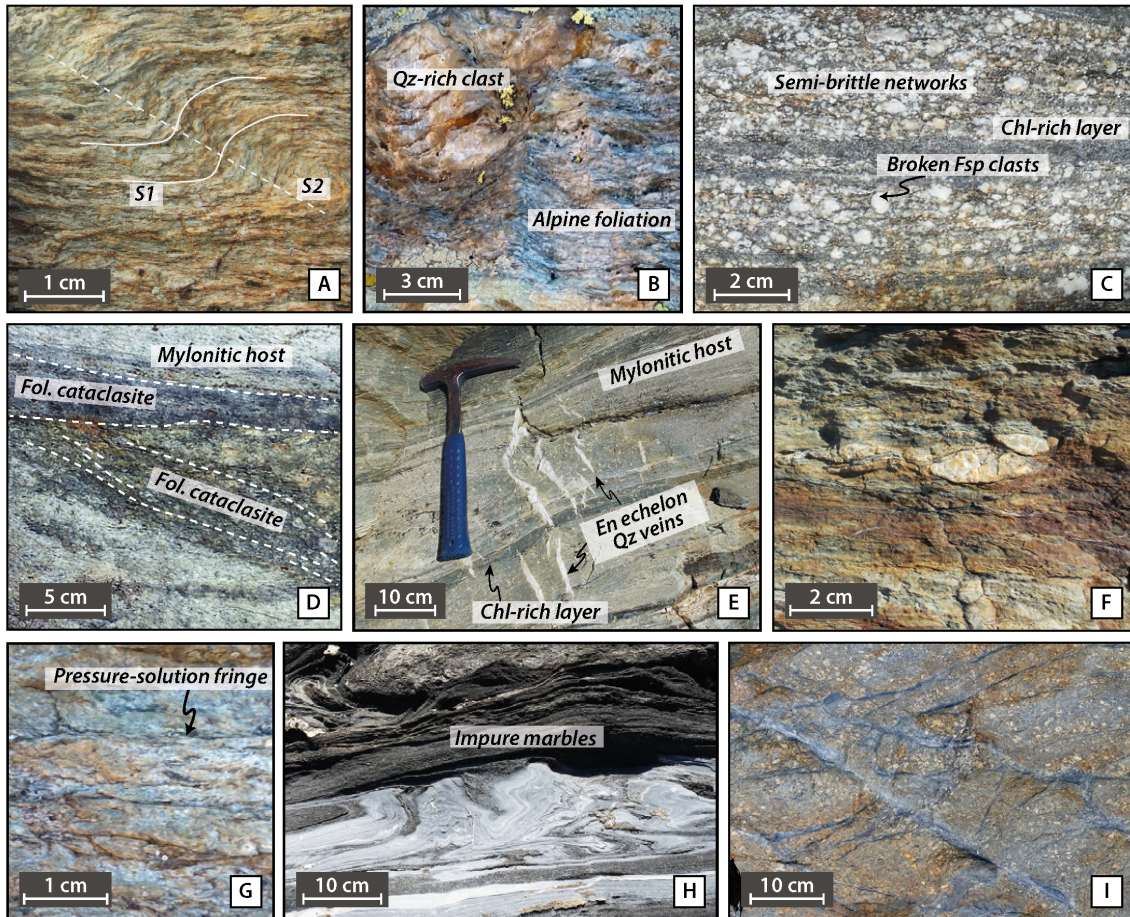 S1
S2
1 cm
A
Qz-rich clast
Alpine foliation
3 cm
B
Semi-brittle networks
Chl-rich layer
Broken Fsp clasts
2 cm
C
Mylonitic host
Fol. cataclasite
Fol. cataclasite
5 cm
D
Mylonitic host
En echelon
Qz veins
Chl-rich layer
10 cm
E
2 cm
F
Pressure-solution fringe
1 cm
G
Impure marbles
10 cm
H
10 cm
I